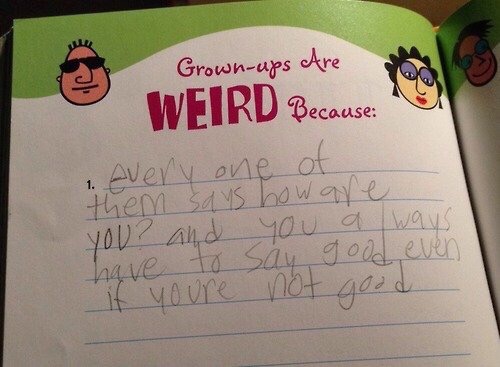 Grown-ups Are
WEIRD Because:
1. every one of
them says how are
you? and you always
have to say good even
if youre not good